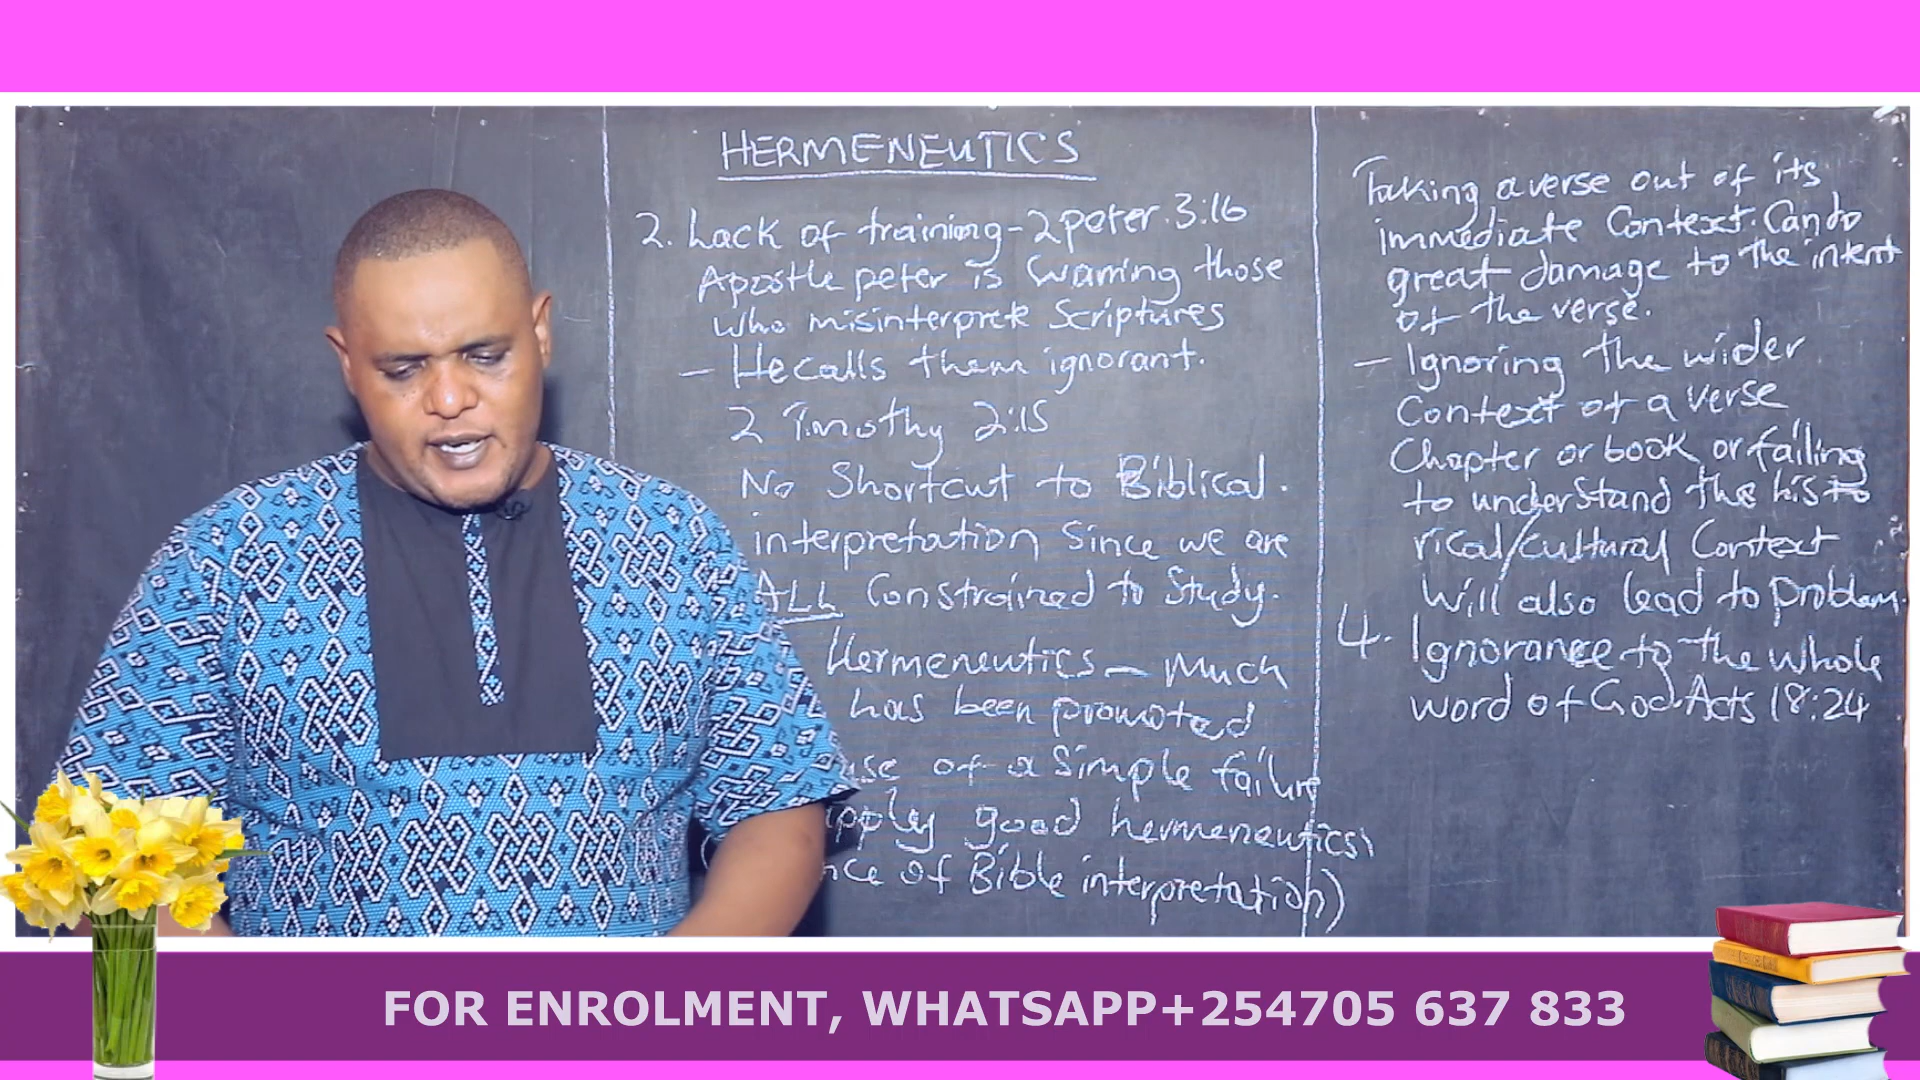 HERMENEUTICS
2. Lack of training - 2 peter. 3:16
Apostle peter is warning those
who misinterprete Scriptures
- He calls them ignorant.
2 Timothy 2:15
No Shortcut to Biblical.
interpretation Since we are
ALL Constrained to Study.
Hermeneutics - Much
has been promoted
of a Simple failure
good hermeneutics
of Bible interpretation)
Taking a verse out of its
immediate Context. Can do
great damage to the intent
of the verse.
- Ignoring the wider
Context of a verse
Chapter or book or failing
to understand the histo
rical/cultural Context
Will also lead to problem.
4. Ignorance to the whole
word of God Acts 18:24
FOR ENROLMENT, WHATSAPP+254705 637 833